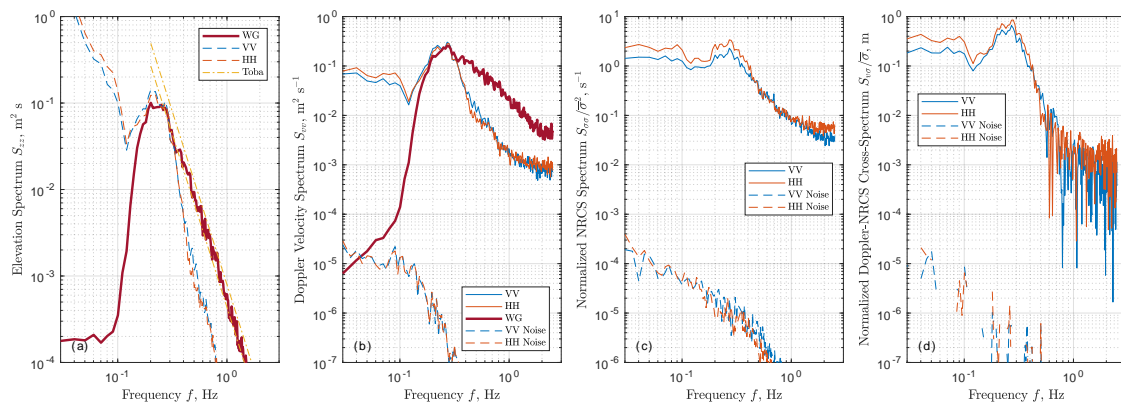 10^0
10^-1
10^-2
10^-3
10^-4
Elevation Spectrum S_zz, m^2 s
WG
VV
HH
Toba
(a)
10^-1
10^0
Frequency f, Hz
10^1
10^0
10^-1
10^-2
10^-3
10^-4
10^-5
10^-6
10^-7
Doppler Velocity Spectrum S_vv, m^2 s^-1
VV
HH
WG
VV Noise
HH Noise
(b)
10^-1
10^0
Frequency f, Hz
10^1
10^0
10^-1
10^-2
10^-3
10^-4
10^-5
10^-6
Normalized NRCS Spectrum S_σσ/σ̅^2, s^-1
VV
HH
VV Noise
HH Noise
(c)
10^-1
10^0
Frequency f, Hz
10^0
10^-1
10^-2
10^-3
10^-4
10^-5
10^-6
10^-7
Normalized Doppler-NRCS Cross-Spectrum S_vσ/σ̅, m
VV
HH
VV Noise
HH Noise
(d)
10^-1
10^0
Frequency f, Hz